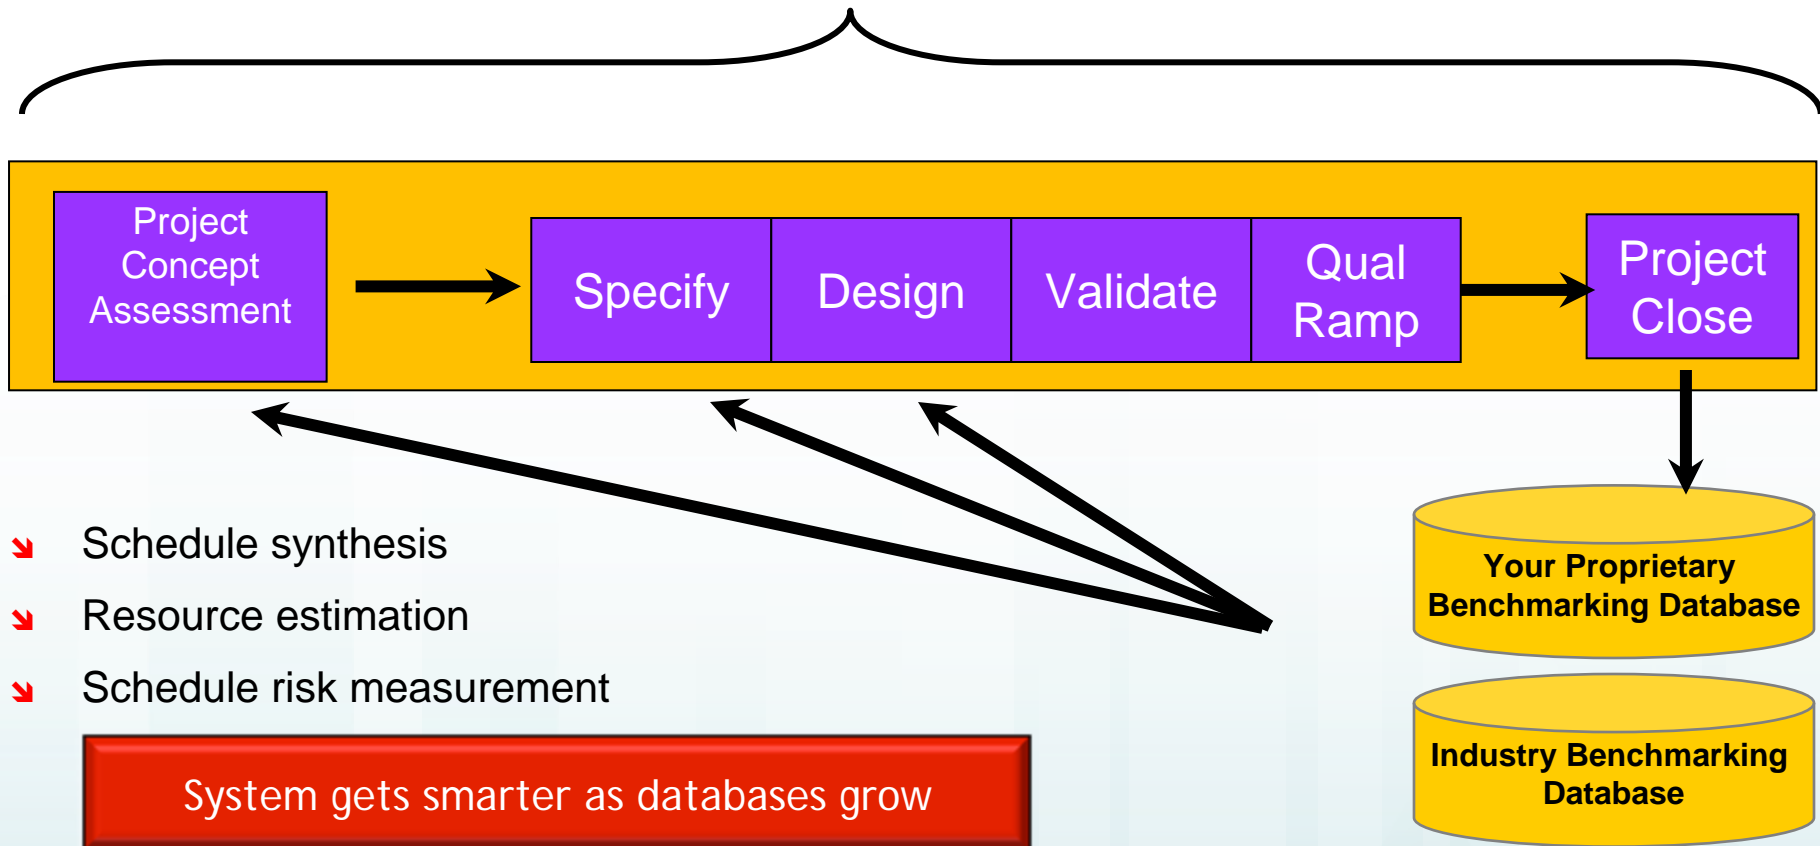 Project
Concept
Assessment
Specify
Design
Validate
Qual
Ramp
Project
Close
Schedule synthesis
Resource estimation
Schedule risk measurement
System gets smarter as databases grow
Your Proprietary
Benchmarking Database
Industry Benchmarking
Database